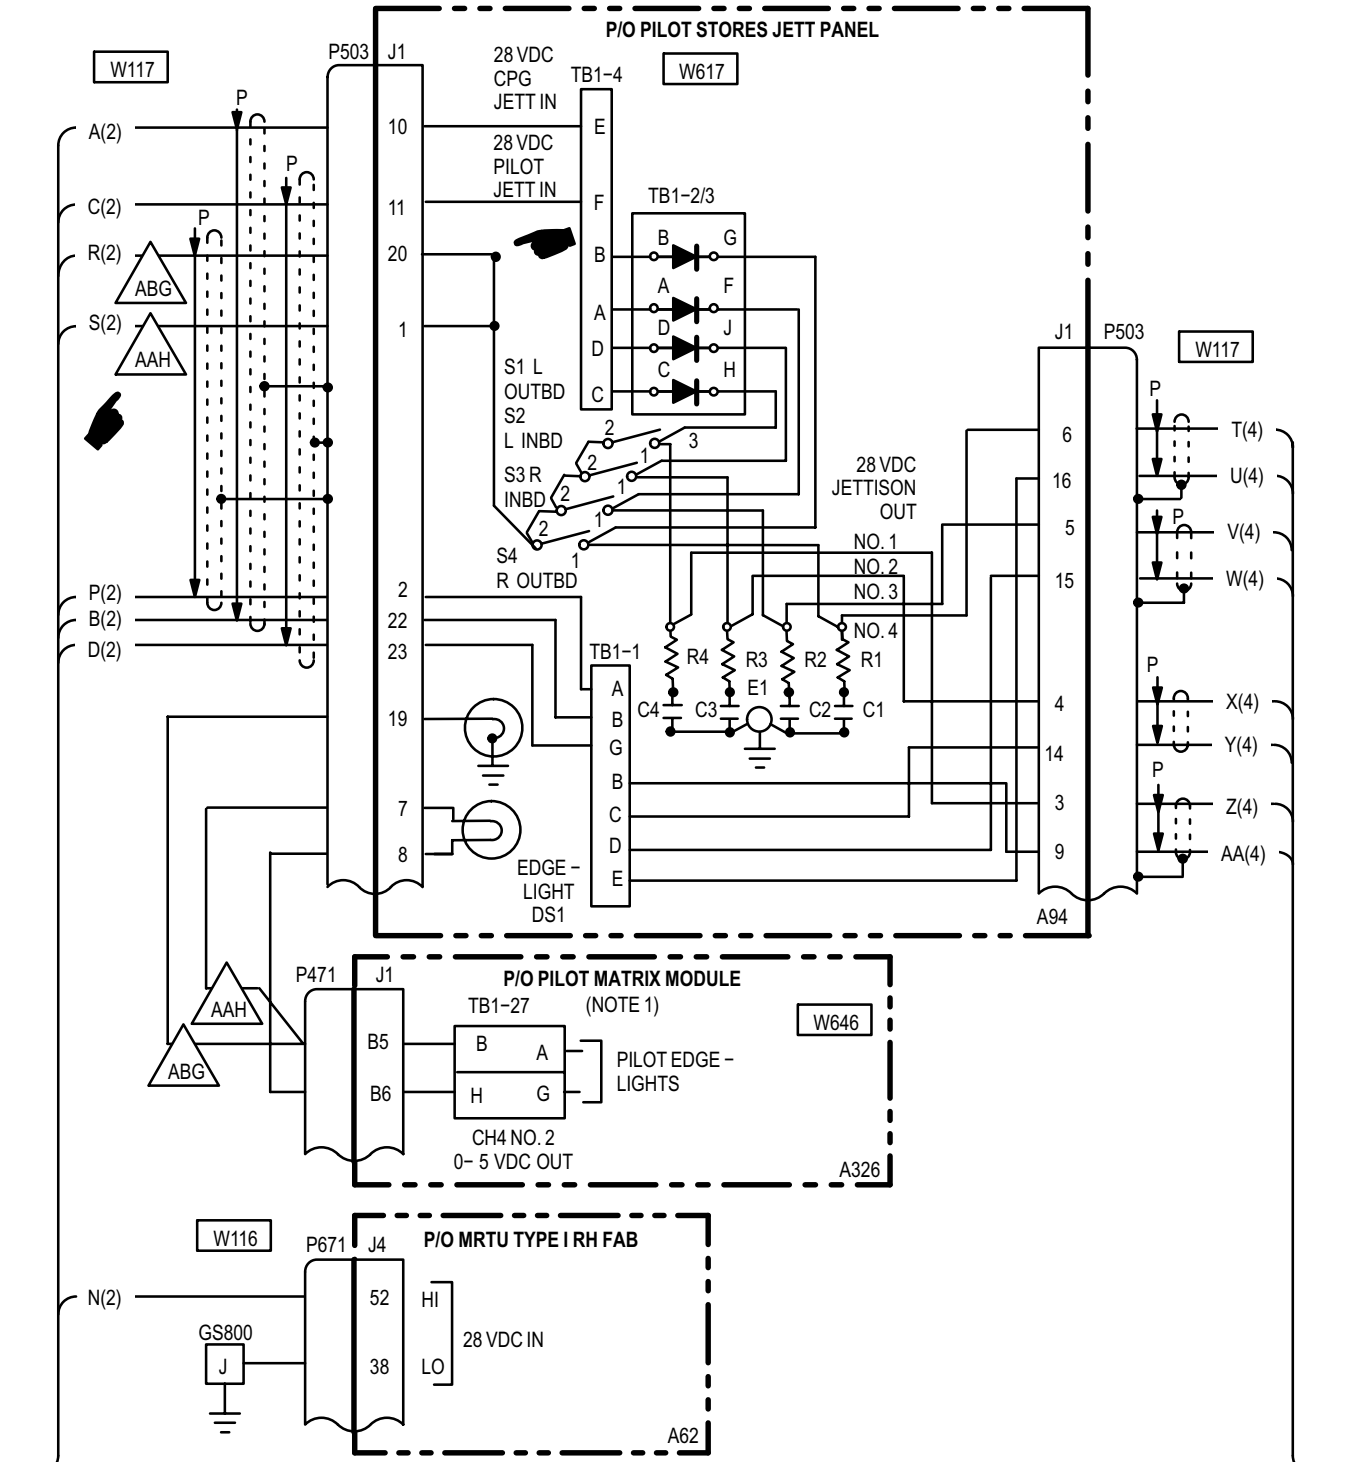 P/O PILOT STORES JETT PANEL
W117
P503 J1
28 VDC
CPG
JETT IN
TB1−4
W617
P
A(2)
10
E
28 VDC
PILOT
JETT IN
P
C(2)
11
F
TB1−2/3
P
R(2)
ABG
20
B
B G
A F
S(2)
AAH
1
A
D J
D
C H
C
J1 P503
W117
S1 L
OUTBD
S2
L INBD
S3 R
INBD
S4
R OUTBD
2 3
2 1
2 1
2 1
28 VDC
JETTISON
OUT
NO. 1
NO. 2
NO. 3
NO. 4
P
6
T(4)
16
U(4)
P
5
V(4)
15
W(4)
P(2)
2
B(2)
22
D(2)
23
TB1−1
R4 R3 R2 R1
E1
C4 C3 C2 C1
A
B
G
B
C
D
E
19
7
8
EDGE −
LIGHT
DS1
P
4
X(4)
14
Y(4)
P
3
Z(4)
9
AA(4)
A94
P471 J1
P/O PILOT MATRIX MODULE
(NOTE 1)
TB1−27
W646
AAH
ABG
B5
B A
B6
H G
PILOT EDGE −
LIGHTS
CH4 NO. 2
0− 5 VDC OUT
A326
W116
P671 J4
P/O MRTU TYPE I RH FAB
N(2)
52
HI
28 VDC IN
GS800
J
38
LO
A62